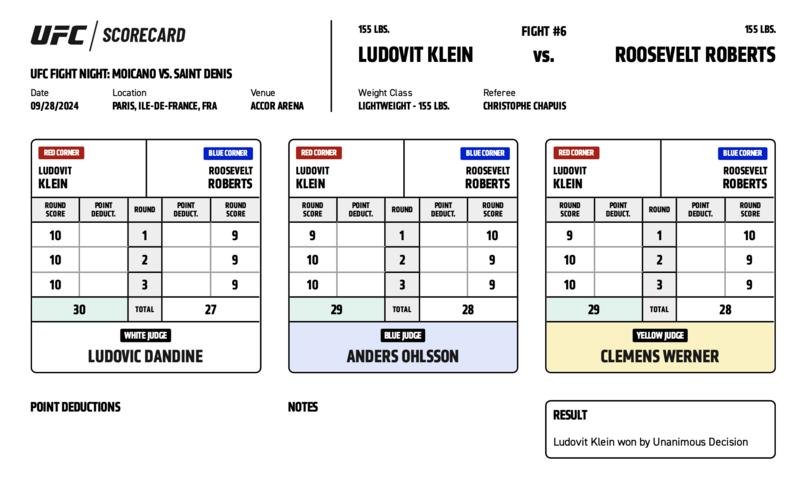 UFC / SCORECARD
UFC FIGHT NIGHT: MOICANO VS. SAINT DENIS
Date Location Venue
09/28/2024 PARIS, ILE-DE-FRANCE, FRA ACCOR ARENA
155 LBS. FIGHT #6 155 LBS.
LUDOVIT KLEIN VS. ROOSEVELT ROBERTS
Weight Class Referee
LIGHTWEIGHT - 155 LBS. CHRISTOPHE CHAPUIS
RED CORNER BLUE CORNER
LUDOVIT ROOSEVELT
KLEIN ROBERTS
ROUND POINT ROUND POINT ROUND
SCORE DEDUCT. DEDUCT. SCORE
10 1 9
10 2 9
10 3 9
30 TOTAL 27
WHITE JUDGE
LUDOVIC DANDINE
RED CORNER BLUE CORNER
LUDOVIT ROOSEVELT
KLEIN ROBERTS
ROUND POINT ROUND POINT ROUND
SCORE DEDUCT. DEDUCT. SCORE
9 1 10
10 2 9
10 3 9
29 TOTAL 28
BLUE JUDGE
ANDERS OHLSSON
RED CORNER BLUE CORNER
LUDOVIT ROOSEVELT
KLEIN ROBERTS
ROUND POINT ROUND POINT ROUND
SCORE DEDUCT. DEDUCT. SCORE
9 1 10
10 2 9
10 3 9
29 TOTAL 28
YELLOW JUDGE
CLEMENS WERNER
POINT DEDUCTIONS
NOTES
RESULT
Ludovit Klein won by Unanimous Decision